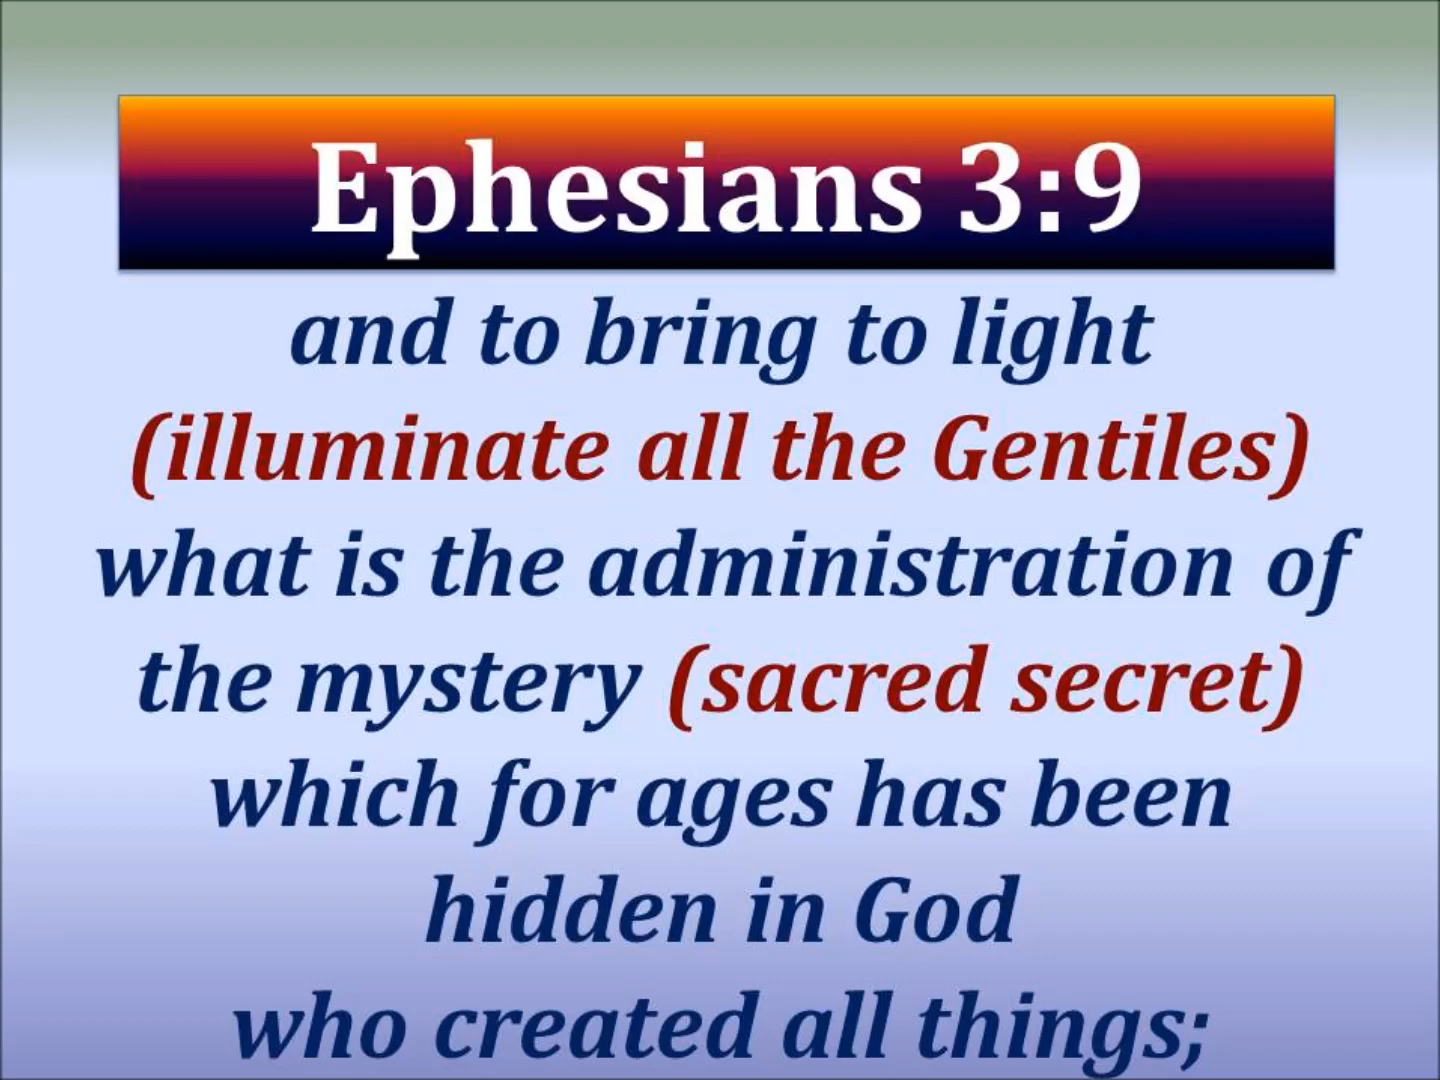 Ephesians 3:9
and to bring to light
(illuminate all the Gentiles)
what is the administration of
the mystery (sacred secret)
which for ages has been
hidden in God
who created all things;